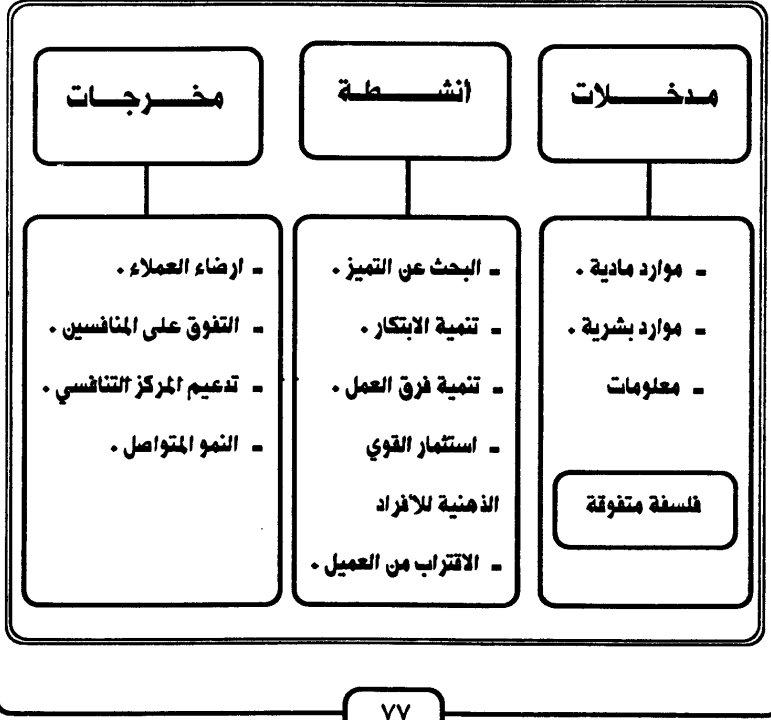 مدخلات
- موارد مادية .
- موارد بشرية .
- معلومات
فلسفة متفوقة
أنشطة
- البحث عن التميز .
- تنمية الابتكار .
- تنمية فرق العمل .
- استثمار القوي
الذهنية للأفراد
- الاقتراب من العميل .
مخرجات
- ارضاء العملاء .
- التفوق على المنافسين .
- تدعيم المركز التنافسي .
- النمو المتواصل .
٧٧